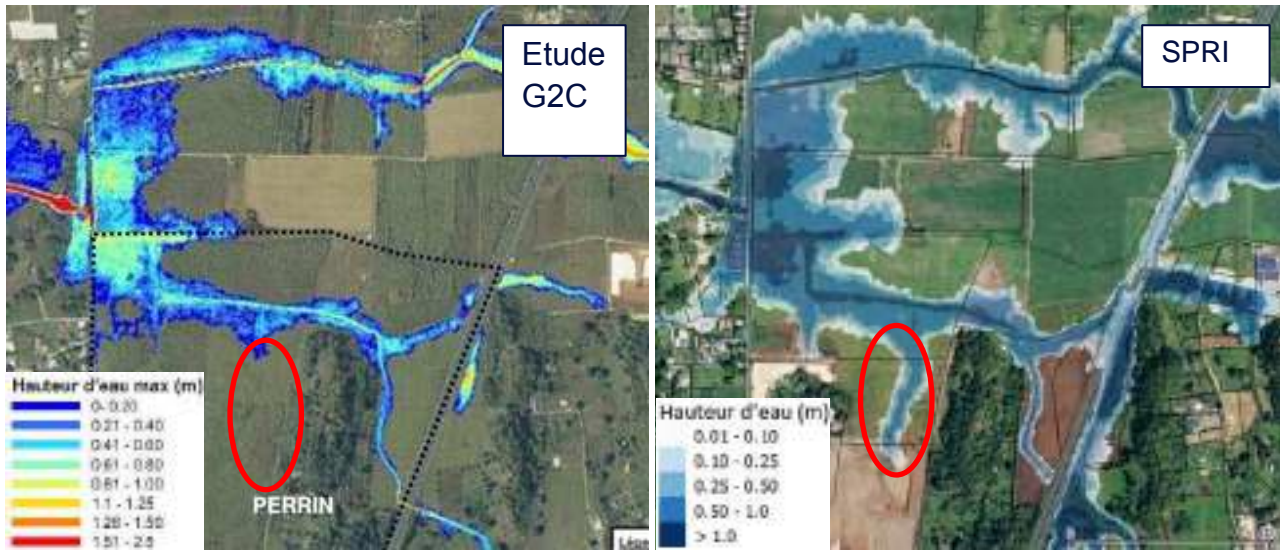 Etude
G2C
Hauteur d'eau max (m)
0- 0.20
0.21 - 0.40
0.41 - 0.60
0.61 - 0.80
0.81 - 1.00
1.1 - 1.25
1.26 - 1.50
1.51 - 2.5
PERRIN
SPRI
Hauteur d'eau (m)
0.01 - 0.10
0.10 - 0.25
0.25 - 0.50
0.50 - 1.0
> 1.0